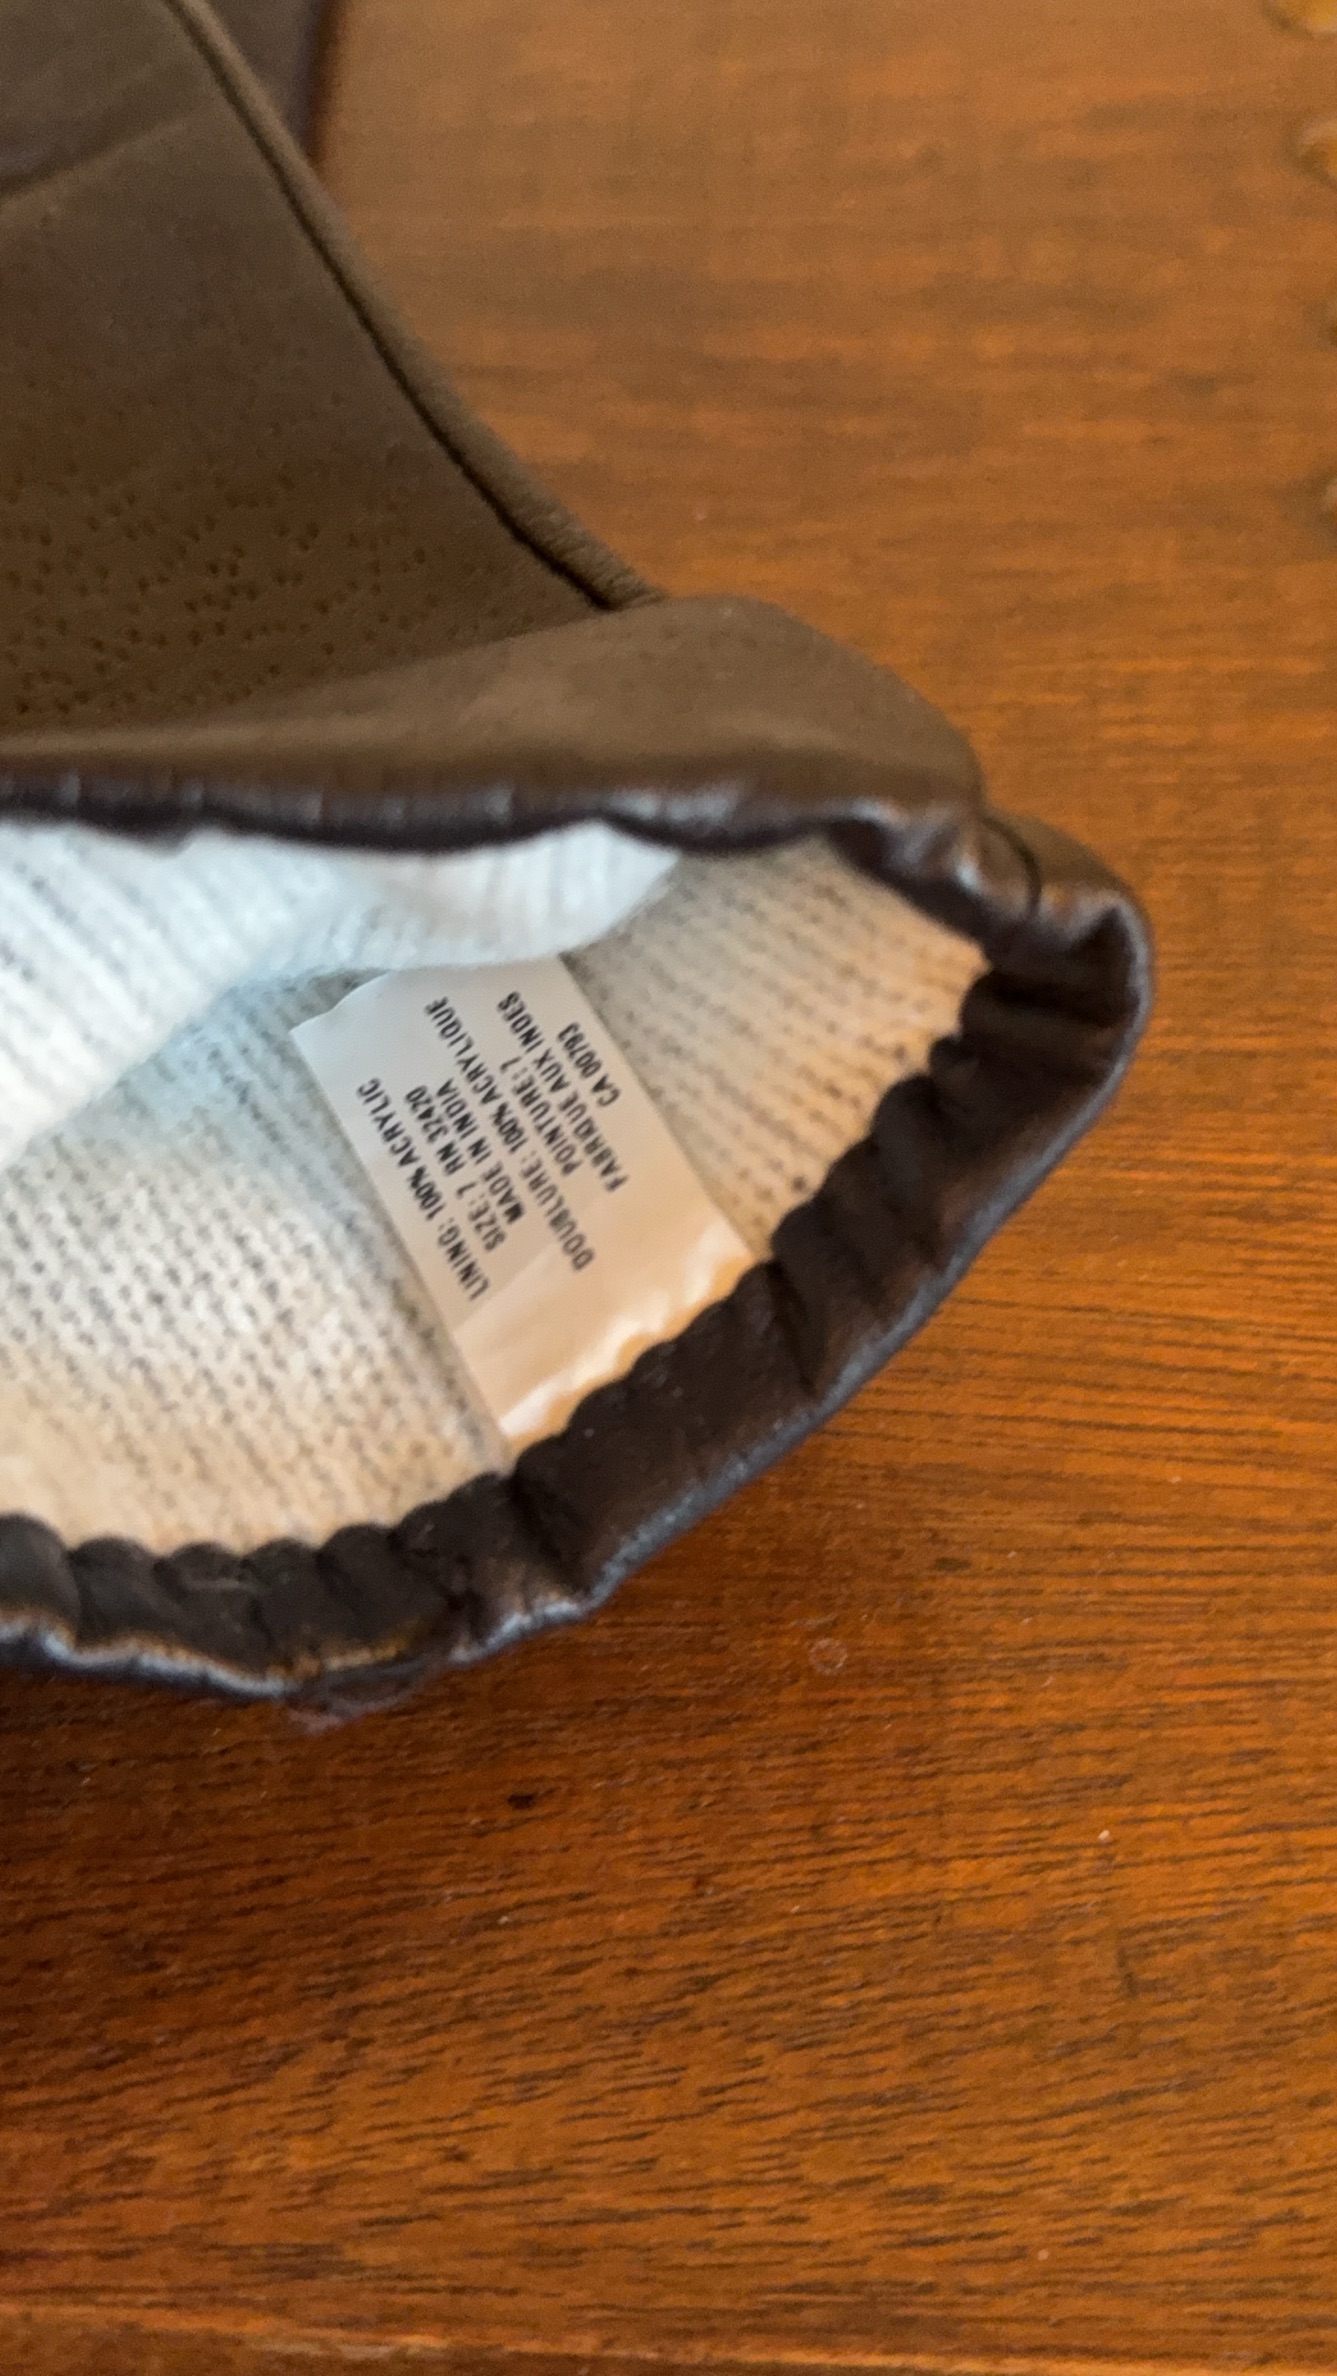 LINING: 100% ACRYLIC
SIZE: 7 RN 32420
MADE IN INDIA
DOUBLURE: 100% ACRYLIQUE
POINTURE: 7
FABRIQUE AUX INDES
CA 00793